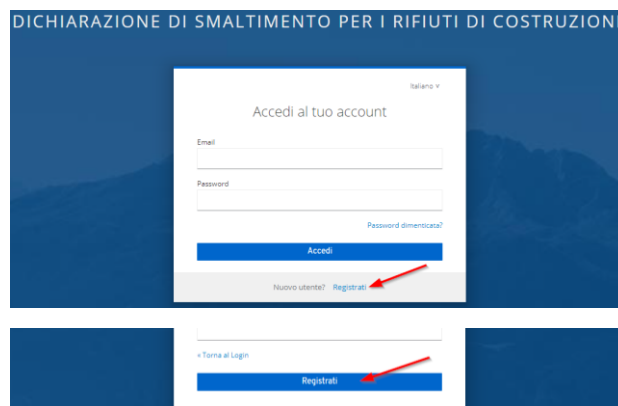 DICHIARAZIONE DI SMALTIMENTO PER I RIFIUTI DI COSTRUZIONI
Italiano
Accedi al tuo account
Email
Password
Password dimenticata?
Accedi
Nuovo utente? Registrati
« Torna al Login
Registrati